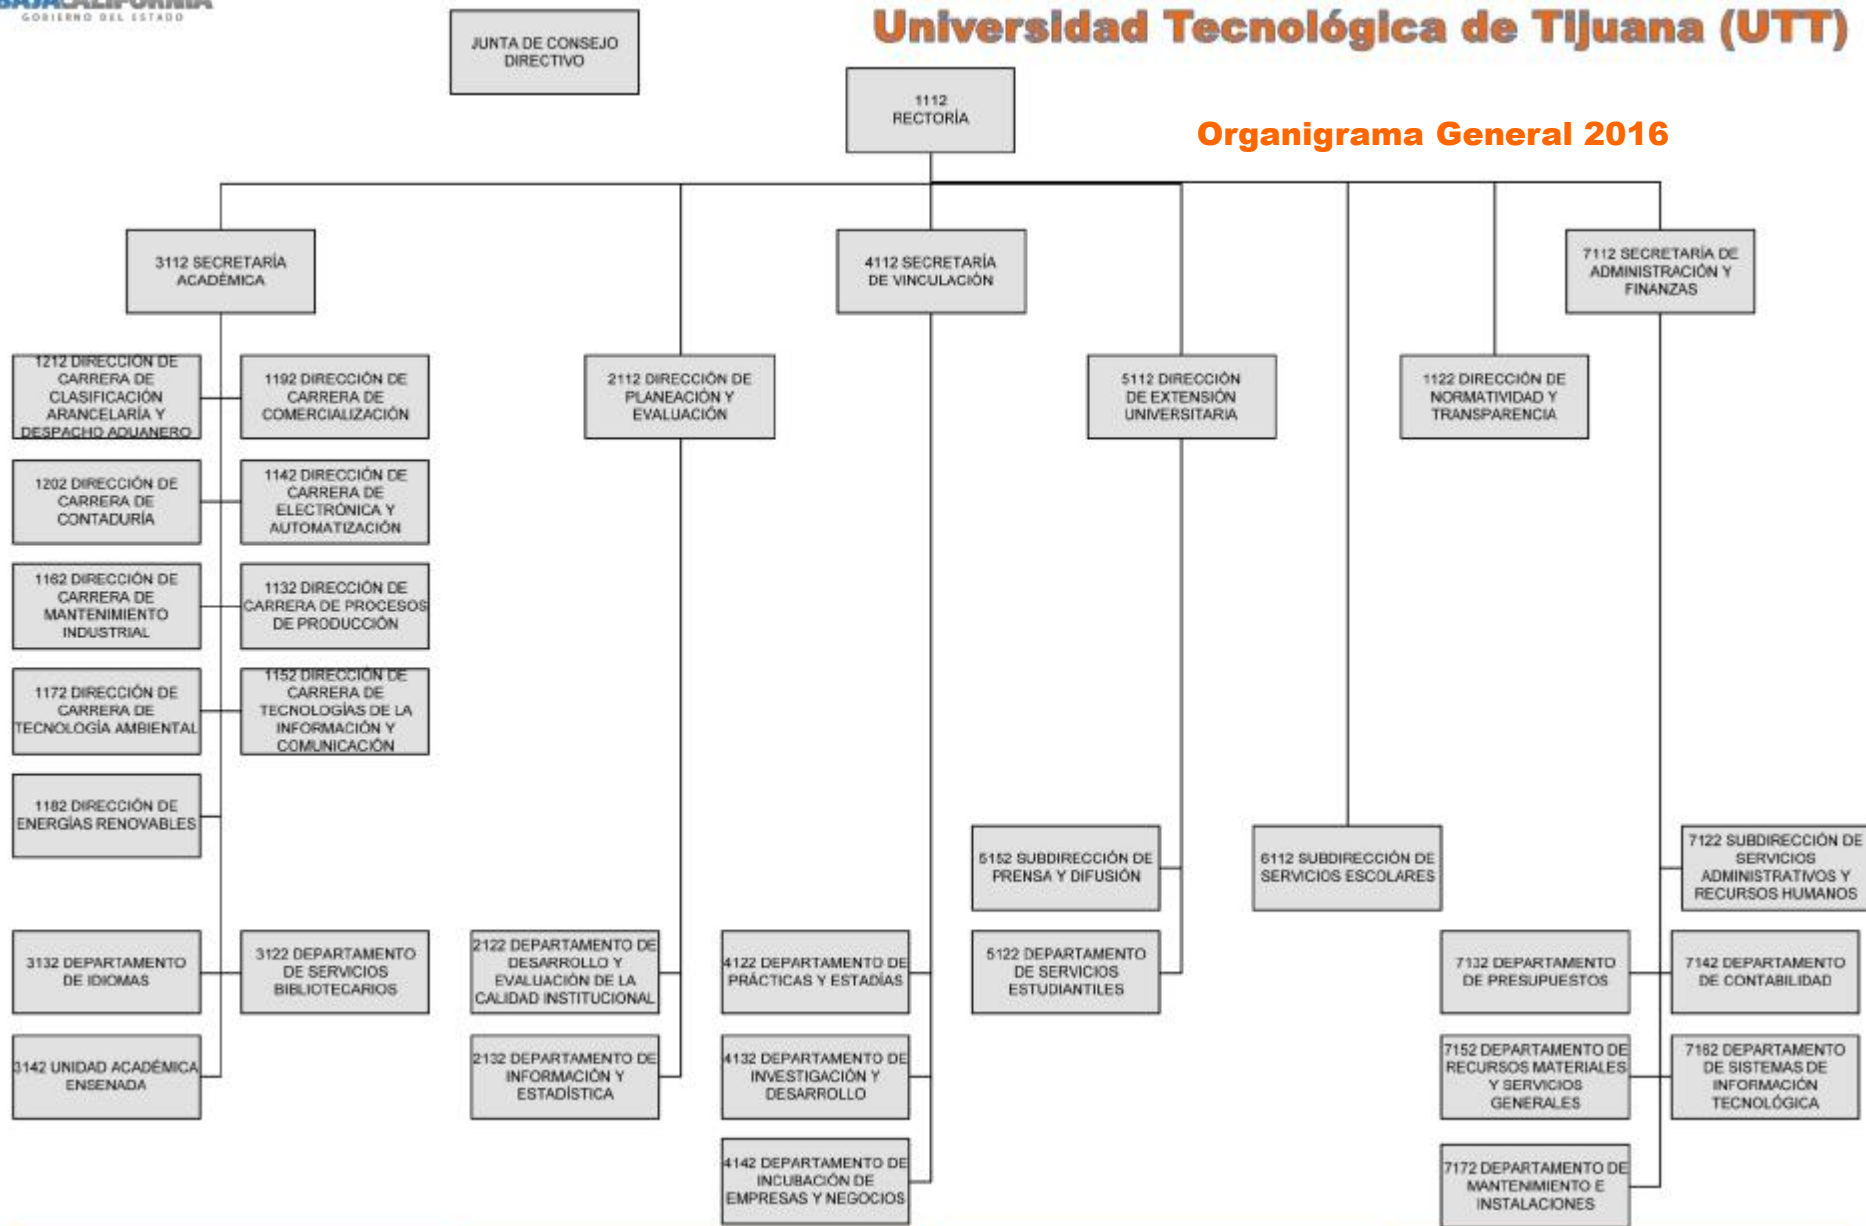 BAJACALIFORNIA
GOBIERNO DEL ESTADO
Universidad Tecnológica de Tijuana (UTT)
JUNTA DE CONSEJO
DIRECTIVO
1112
RECTORÍA
Organigrama General 2016
3112 SECRETARÍA
ACADÉMICA
4112 SECRETARÍA
DE VINCULACIÓN
7112 SECRETARÍA DE
ADMINISTRACIÓN Y
FINANZAS
1212 DIRECCIÓN DE
CARRERA DE
CLASIFICACIÓN
ARANCELARÍA Y
DESPACHO ADUANERO
1192 DIRECCIÓN DE
CARRERA DE
COMERCIALIZACIÓN
2112 DIRECCIÓN DE
PLANEACIÓN Y
EVALUACIÓN
5112 DIRECCIÓN
DE EXTENSIÓN
UNIVERSITARIA
1122 DIRECCIÓN DE
NORMATIVIDAD Y
TRANSPARENCIA
1202 DIRECCIÓN DE
CARRERA DE
CONTADURÍA
1142 DIRECCIÓN DE
CARRERA DE
ELECTRÓNICA Y
AUTOMATIZACIÓN
1162 DIRECCIÓN DE
CARRERA DE
MANTENIMIENTO
INDUSTRIAL
1132 DIRECCIÓN DE
CARRERA DE PROCESOS
DE PRODUCCIÓN
1172 DIRECCIÓN DE
CARRERA DE
TECNOLOGÍA AMBIENTAL
1152 DIRECCIÓN DE
CARRERA DE
TECNOLOGÍAS DE LA
INFORMACIÓN Y
COMUNICACIÓN
1182 DIRECCIÓN DE
ENERGÍAS RENOVABLES
5152 SUBDIRECCIÓN DE
PRENSA Y DIFUSIÓN
6112 SUBDIRECCIÓN DE
SERVICIOS ESCOLARES
7122 SUBDIRECCIÓN DE
SERVICIOS
ADMINISTRATIVOS Y
RECURSOS HUMANOS
3132 DEPARTAMENTO
DE IDIOMAS
3122 DEPARTAMENTO
DE SERVICIOS
BIBLIOTECARIOS
2122 DEPARTAMENTO DE
DESARROLLO Y
EVALUACIÓN DE LA
CALIDAD INSTITUCIONAL
4122 DEPARTAMENTO DE
PRÁCTICAS Y ESTADÍAS
5122 DEPARTAMENTO
DE SERVICIOS
ESTUDIANTILES
7132 DEPARTAMENTO
DE PRESUPUESTOS
7142 DEPARTAMENTO
DE CONTABILIDAD
3142 UNIDAD ACADÉMICA
ENSENADA
2132 DEPARTAMENTO DE
INFORMACIÓN Y
ESTADÍSTICA
4132 DEPARTAMENTO DE
INVESTIGACIÓN Y
DESARROLLO
7152 DEPARTAMENTO DE
RECURSOS MATERIALES
Y SERVICIOS
GENERALES
7162 DEPARTAMENTO
DE SISTEMAS DE
INFORMACIÓN
TECNOLÓGICA
4142 DEPARTAMENTO DE
INCUBACIÓN DE
EMPRESAS Y NEGOCIOS
7172 DEPARTAMENTO DE
MANTENIMIENTO E
INSTALACIONES